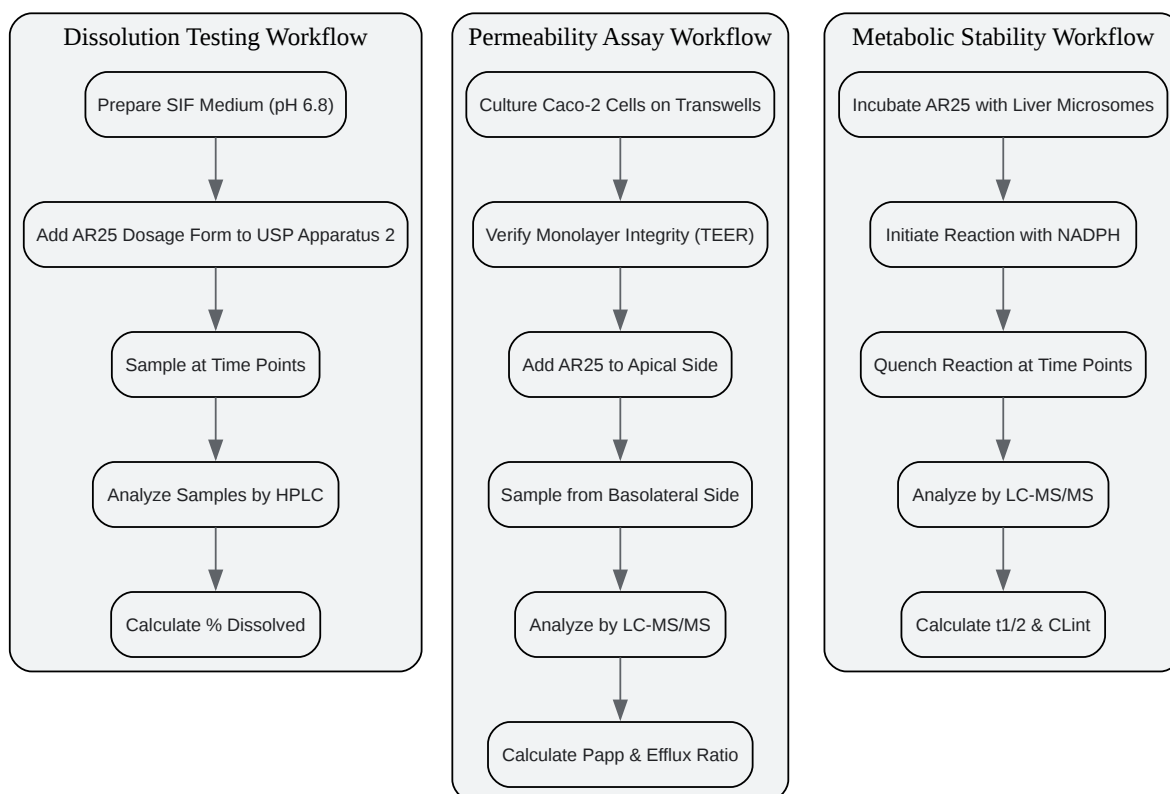 Dissolution Testing Workflow
Prepare SIF Medium (pH 6.8)
Add AR25 Dosage Form to USP Apparatus 2
Sample at Time Points
Analyze Samples by HPLC
Calculate % Dissolved
Permeability Assay Workflow
Culture Caco-2 Cells on Transwells
Verify Monolayer Integrity (TEER)
Add AR25 to Apical Side
Sample from Basolateral Side
Analyze by LC-MS/MS
Calculate Papp & Efflux Ratio
Metabolic Stability Workflow
Incubate AR25 with Liver Microsomes
Initiate Reaction with NADPH
Quench Reaction at Time Points
Analyze by LC-MS/MS
Calculate t1/2 & CLint